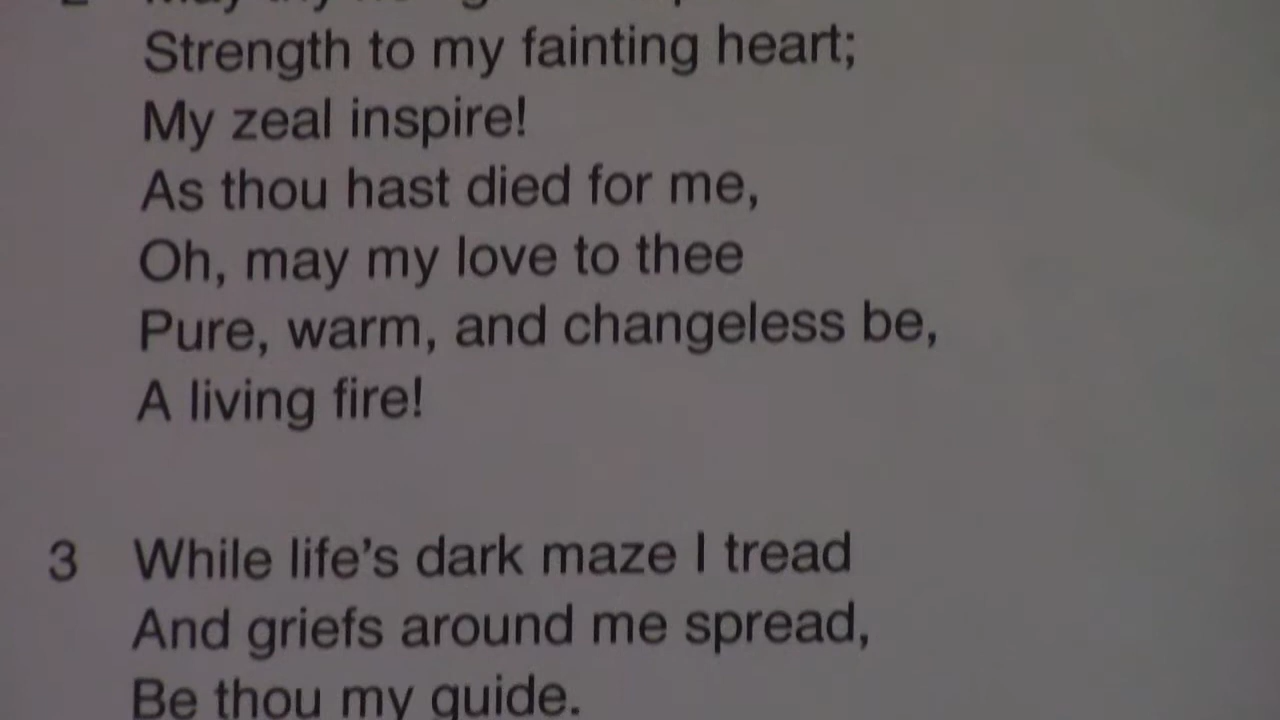 Strength to my fainting heart;
My zeal inspire!
As thou hast died for me,
Oh, may my love to thee
Pure, warm, and changeless be,
A living fire!
3 While life’s dark maze I tread
And griefs around me spread,
Be thou my guide.